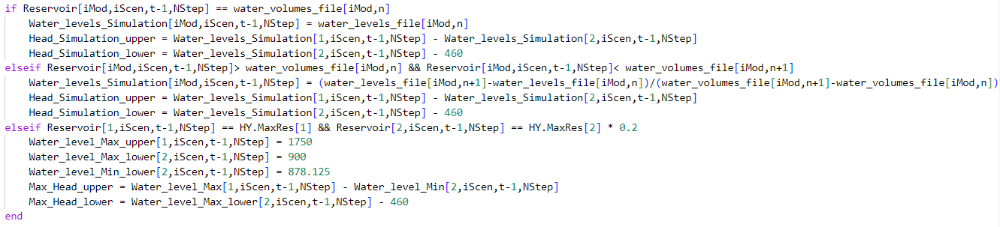 if Reservoir[iMod,iScen,t-1,NStep] == water_volumes_file[iMod,n]
    Water_levels_Simulation[iMod,iScen,t-1,NStep] = water_levels_file[iMod,n]
    Head_Simulation_upper = Water_levels_Simulation[1,iScen,t-1,NStep] - Water_levels_Simulation[2,iScen,t-1,NStep]
    Head_Simulation_lower = Water_levels_Simulation[2,iScen,t-1,NStep] - 460
elseif Reservoir[iMod,iScen,t-1,NStep]> water_volumes_file[iMod,n] && Reservoir[iMod,iScen,t-1,NStep]< water_volumes_file[iMod,n+1]
    Water_levels_Simulation[iMod,iScen,t-1,NStep] = (water_levels_file[iMod,n+1]-water_levels_file[iMod,n])/(water_volumes_file[iMod,n+1]-water_volumes_file[iMod,n])
    Head_Simulation_upper = Water_levels_Simulation[1,iScen,t-1,NStep] - Water_levels_Simulation[2,iScen,t-1,NStep]
    Head_Simulation_lower = Water_levels_Simulation[2,iScen,t-1,NStep] - 460
elseif Reservoir[1,iScen,t-1,NStep] == HY.MaxRes[1] && Reservoir[2,iScen,t-1,NStep] == HY.MaxRes[2] * 0.2
    Water_level_Max_upper[1,iScen,t-1,NStep] = 1750
    Water_level_Max_lower[2,iScen,t-1,NStep] = 900
    Water_level_Min_lower[2,iScen,t-1,NStep] = 878.125
    Max_Head_upper = Water_level_Max[1,iScen,t-1,NStep] - Water_level_Min[2,iScen,t-1,NStep]
    Max_Head_lower = Water_level_Max_lower[2,iScen,t-1,NStep] - 460
end